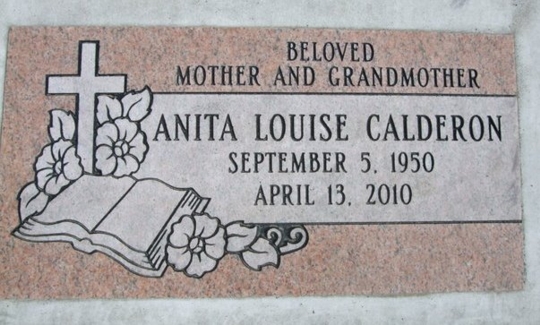 BELOVED
MOTHER AND GRANDMOTHER
ANITA LOUISE CALDERON
SEPTEMBER 5, 1950
APRIL 13, 2010